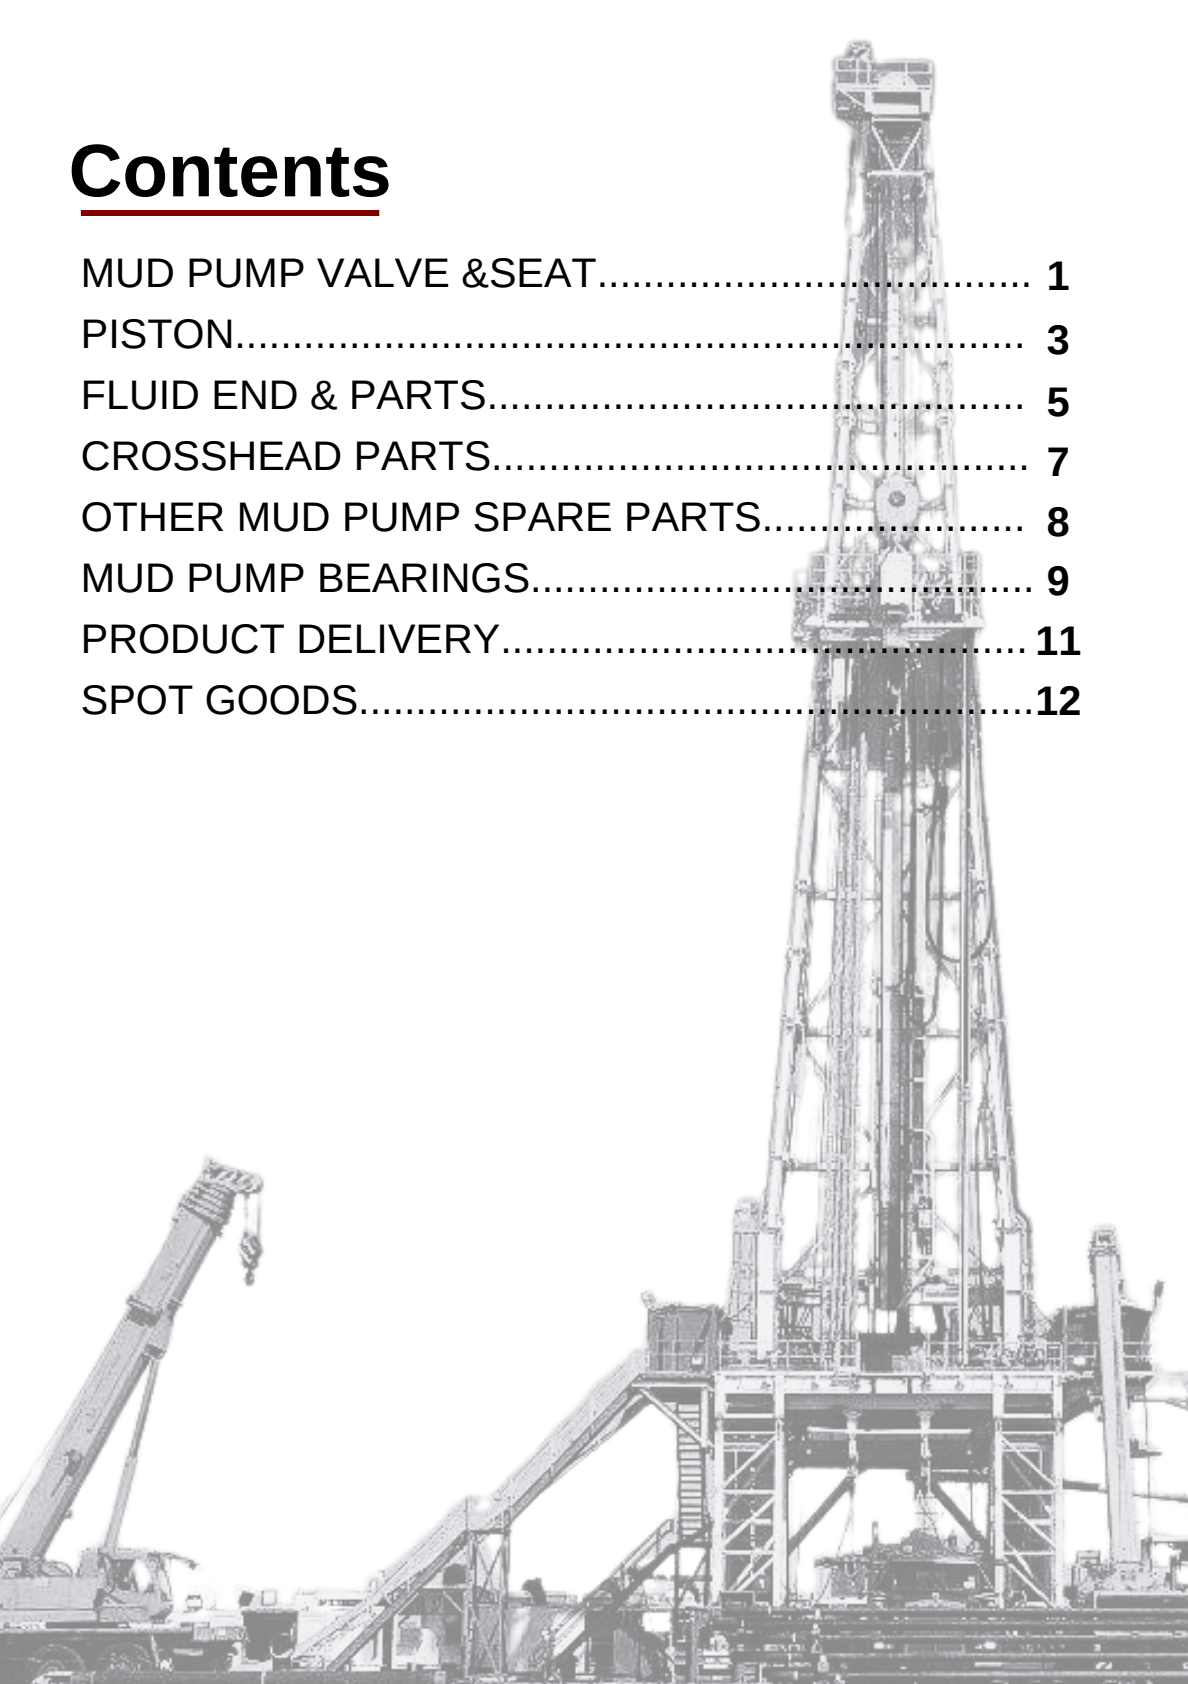 Contents
MUD PUMP VALVE &SEAT...................................... 1
PISTON..................................................................... 3
FLUID END & PARTS............................................... 5
CROSSHEAD PARTS............................................... 7
OTHER MUD PUMP SPARE PARTS....................... 8
MUD PUMP BEARINGS............................................ 9
PRODUCT DELIVERY.............................................. 11
SPOT GOODS...........................................................12